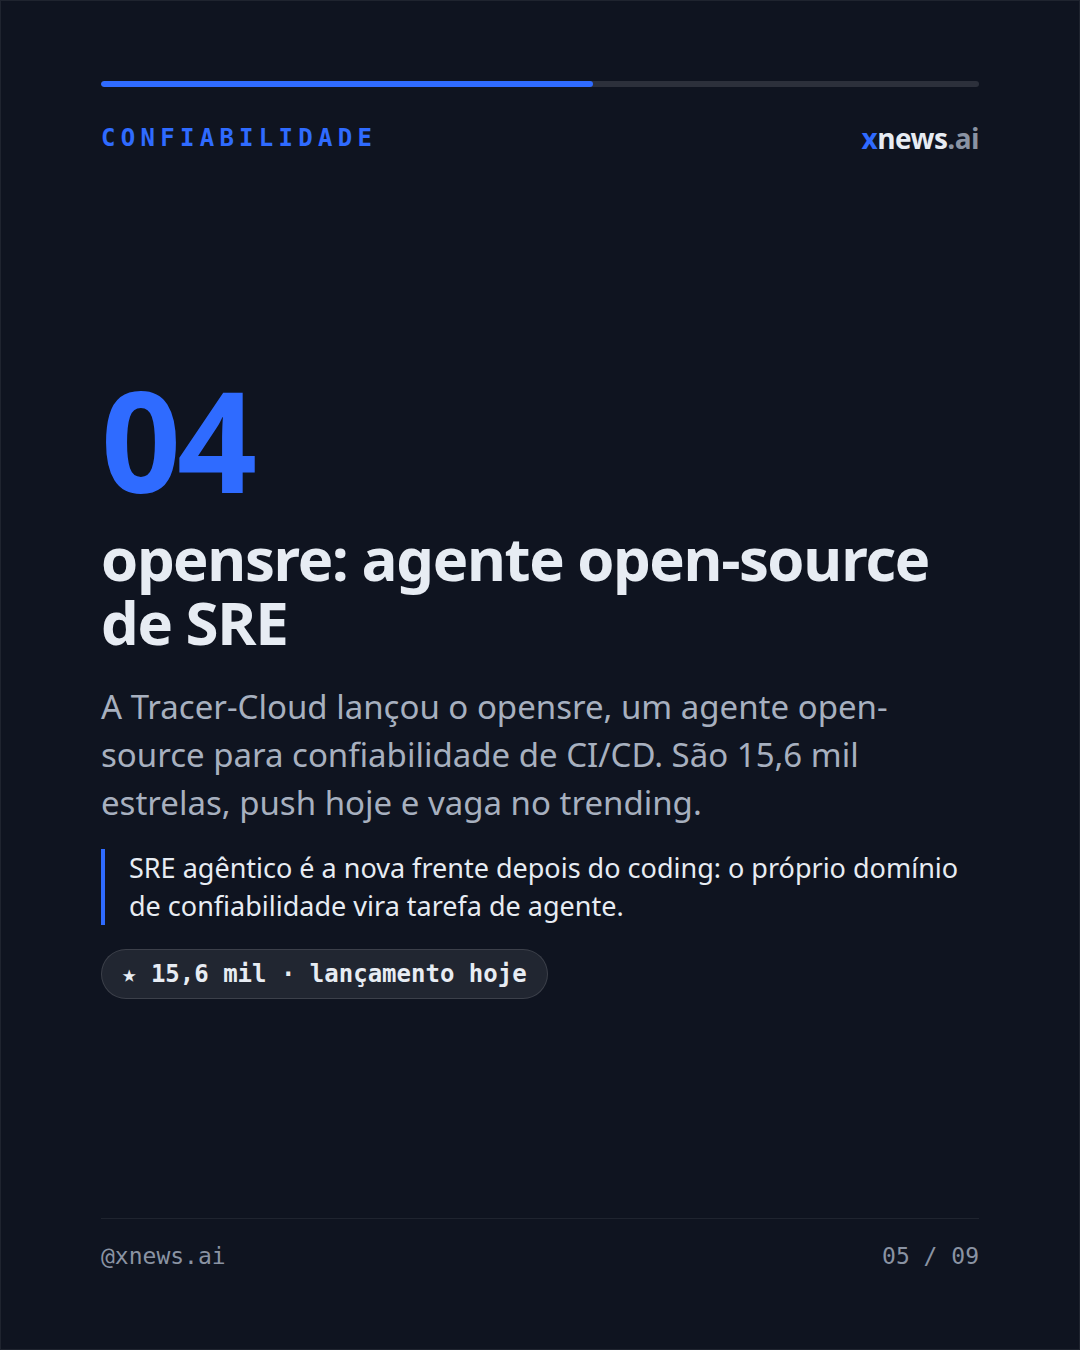 CONFIABILIDADE
xnews.ai
04
opensre: agente open-source
de SRE
A Tracer-Cloud lançou o opensre, um agente open-
source para confiabilidade de CI/CD. São 15,6 mil
estrelas, push hoje e vaga no trending.
SRE agêntico é a nova frente depois do coding: o próprio domínio
de confiabilidade vira tarefa de agente.
★ 15,6 mil · lançamento hoje
@xnews.ai
05 / 09